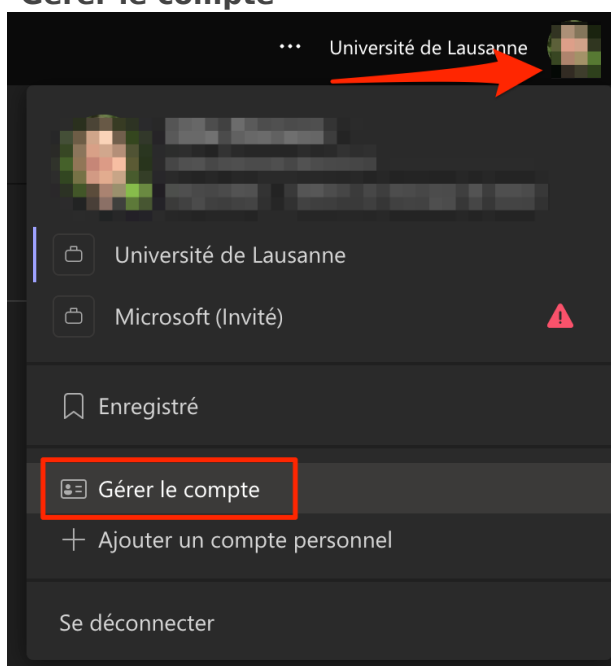 Gérer le compte
Université de Lausanne
Université de Lausanne
Microsoft (Invité)
Enregistré
Gérer le compte
Ajouter un compte personnel
Se déconnecter